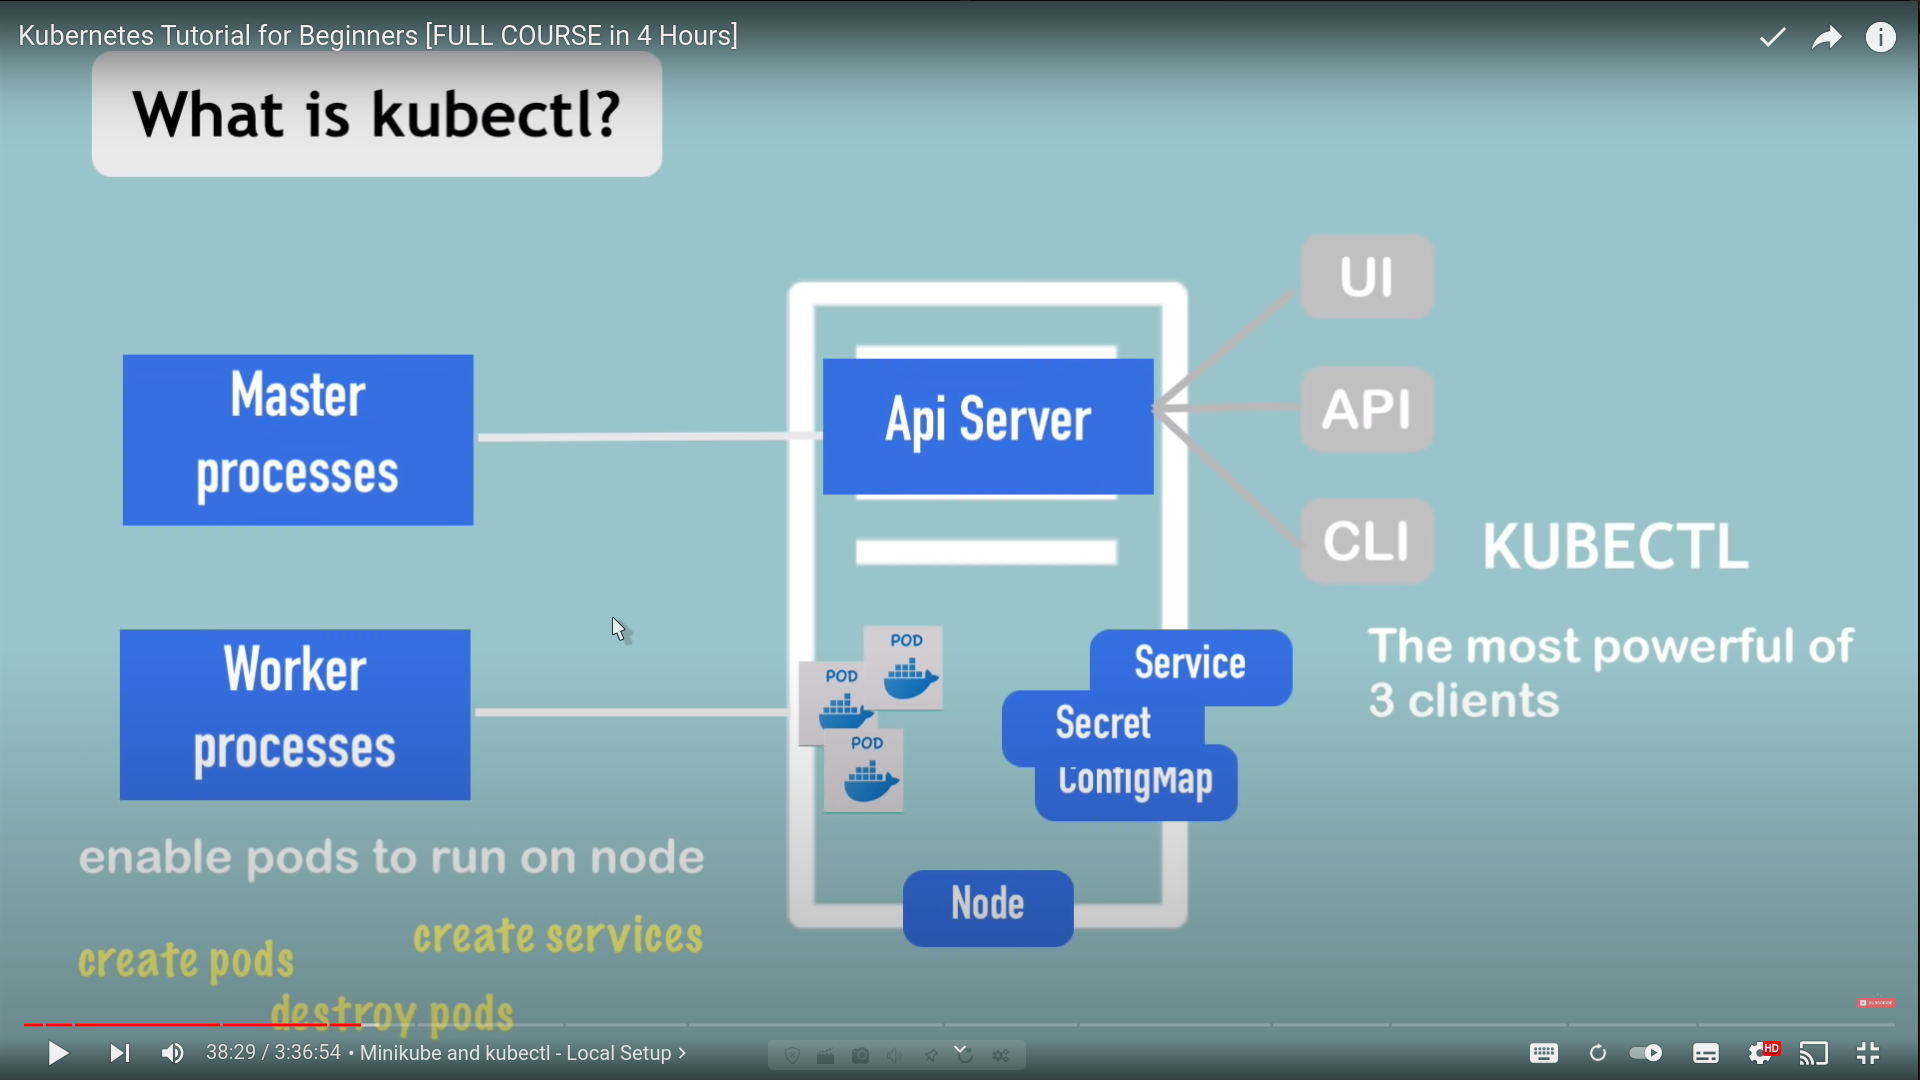 Kubernetes Tutorial for Beginners [FULL COURSE in 4 Hours]
What is kubectl?
UI
Master
processes
Api Server
API
CLI
KUBECTL
Worker
processes
POD
POD
POD
Service
Secret
ConfigMap
The most powerful of
3 clients
enable pods to run on node
Node
create services
create pods
destroy pods
SUBSCRIBE
38:29 / 3:36:54 • Minikube and kubectl - Local Setup >
HD